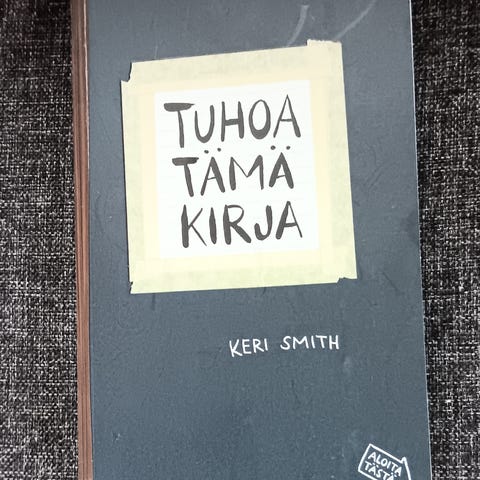 TUHOA
TÄMÄ
KIRJA
KERI SMITH
ALOITA
TÄSTÄ